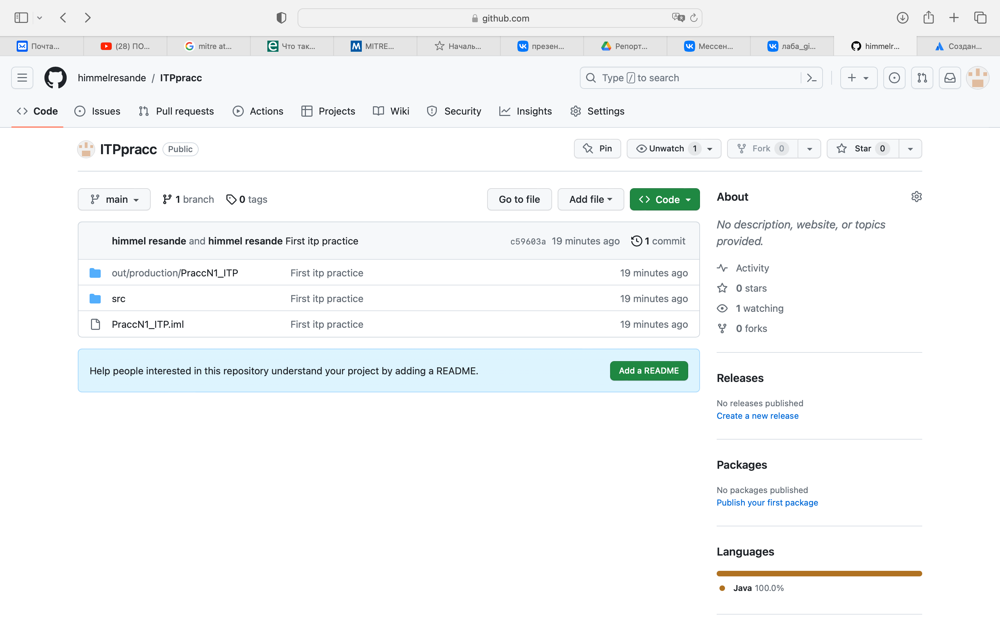 github.com
Почта...
(28) ПО...
mitre at...
Что так...
MITRE...
Началь...
презен...
Репорт...
Мессен...
лаба_gi...
himmelr...
Создан...
himmelresande / ITPpracc
Type / to search
Code
Issues
Pull requests
Actions
Projects
Wiki
Security
Insights
Settings
ITPpracc Public
Pin
Unwatch 1
Fork 0
Star 0
main
1 branch
0 tags
Go to file
Add file
Code
himmel resande and himmel resande First itp practice c59603a 19 minutes ago 1 commit
out/production/PraccN1_ITP First itp practice 19 minutes ago
src First itp practice 19 minutes ago
PraccN1_ITP.iml First itp practice 19 minutes ago
Help people interested in this repository understand your project by adding a README.
Add a README
About
No description, website, or topics
provided.
Activity
0 stars
1 watching
0 forks
Releases
No releases published
Create a new release
Packages
No packages published
Publish your first package
Languages
Java 100.0%